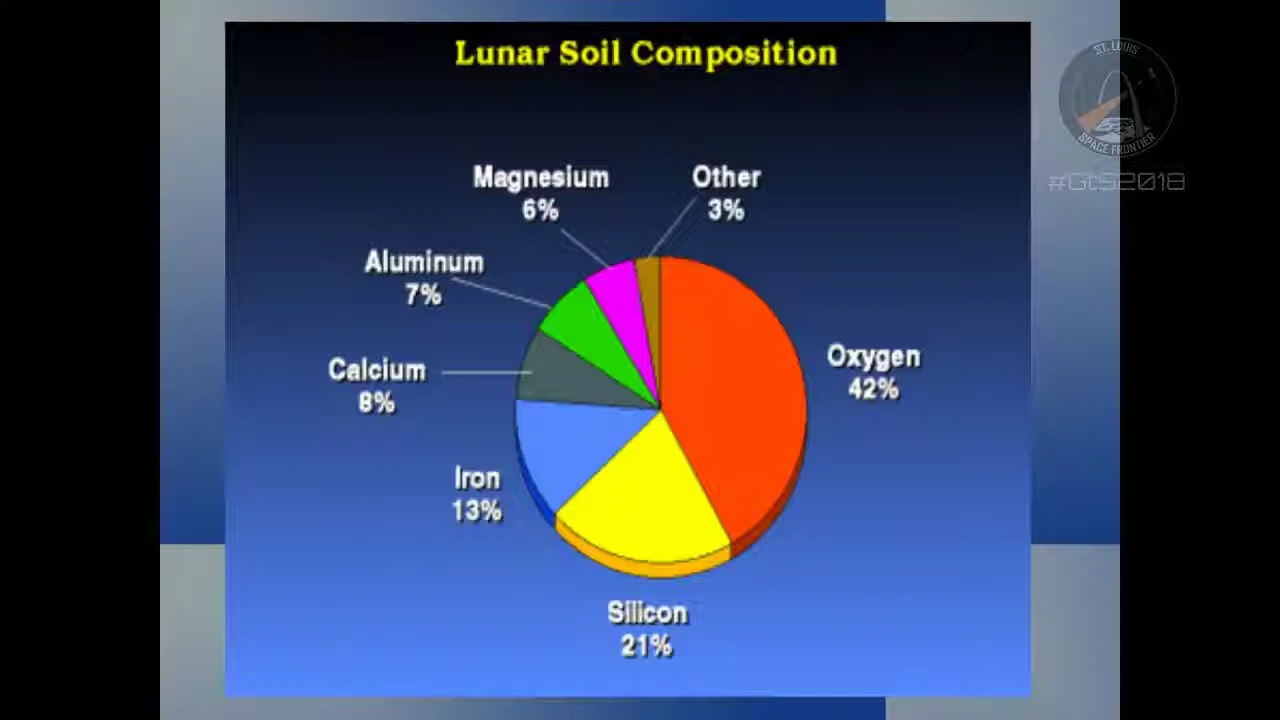 Lunar Soil Composition
ST. LOUIS
SPACE FRONTIER
#GtS2018
Magnesium
6%
Other
3%
Aluminum
7%
Oxygen
42%
Calcium
8%
Iron
13%
Silicon
21%